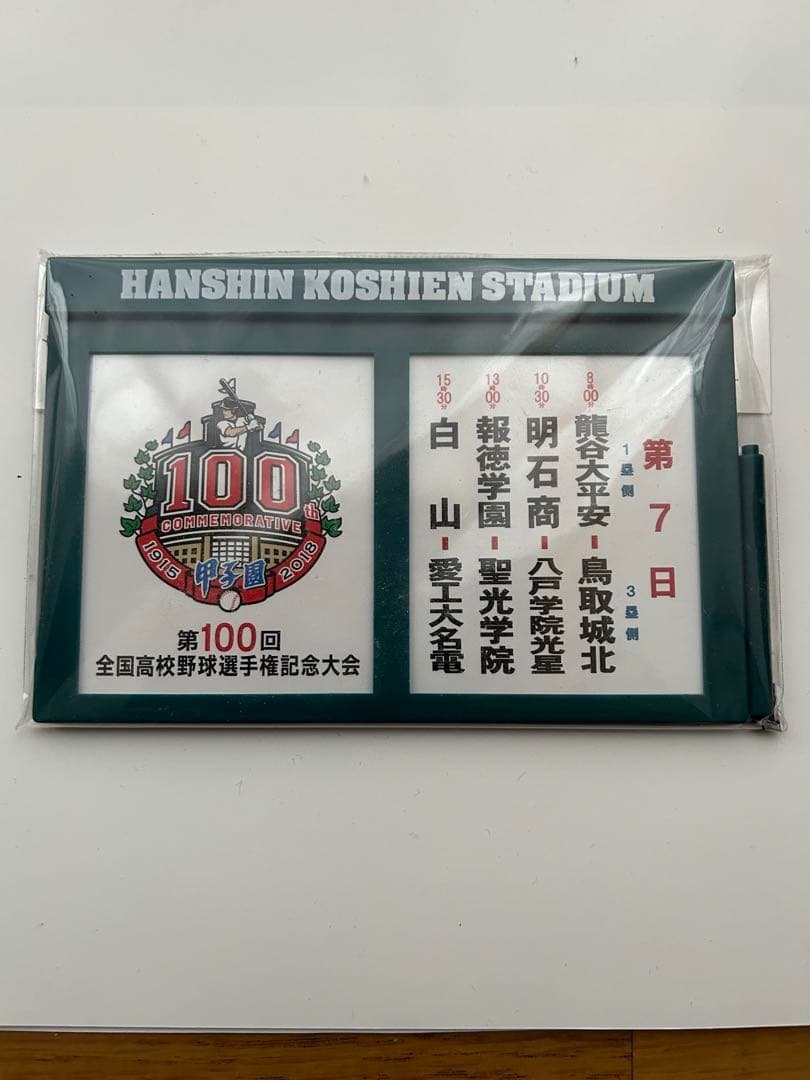 HANSHIN KOSHIEN STADIUM
100th
COMMEMORATIVE
1915 甲子園 2018
第100回
全国高校野球選手権記念大会
第7日
1塁側
3塁側
8時00分
龍谷大平安-鳥取城北
10時30分
明石商-八戸学院光星
13時00分
報徳学園-聖光学院
15時30分
白山-愛工大名電